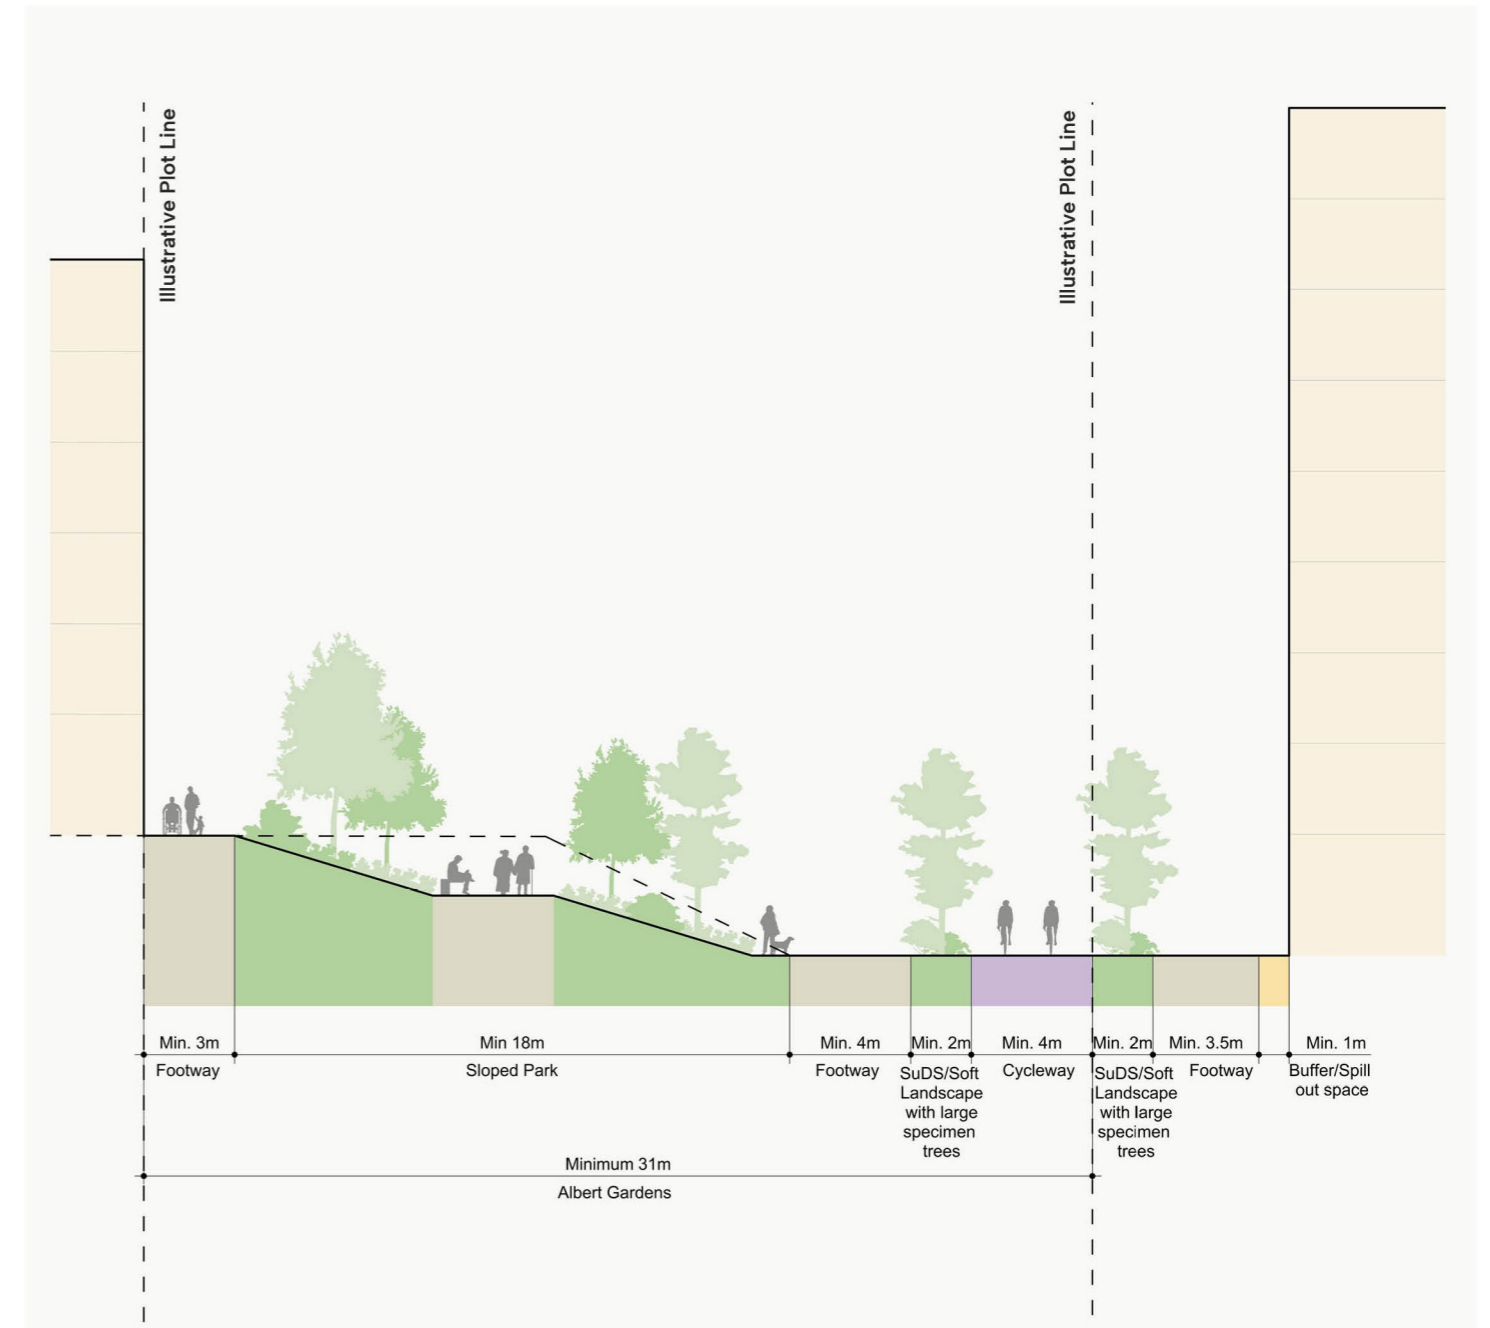 Illustrative Plot Line
Illustrative Plot Line
Min. 3m
Min 18m
Min. 4m
Min. 2m
Min. 4m
Min. 2m
Min. 3.5m
Min. 1m
Footway
Sloped Park
Footway
SuDS/Soft
Landscape
with large
specimen
trees
Cycleway
SuDS/Soft
Landscape
with large
specimen
trees
Footway
Buffer/Spill
out space
Minimum 31m
Albert Gardens